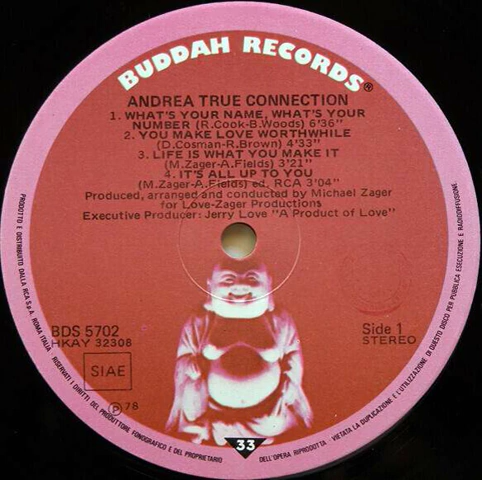 BUDDAH RECORDS®
ANDREA TRUE CONNECTION
1. WHAT'S YOUR NAME, WHAT'S YOUR
NUMBER (R.Cook-B.Woods) 6'36"
2. YOU MAKE LOVE WORTHWHILE
(D.Cosman-R.Brown) 4'33"
3. LIFE IS WHAT YOU MAKE IT
(M.Zager-A.Fields) 3'21"
4. IT'S ALL UP TO YOU
(M.Zager-A.Fields) ed. RCA 3'04"
Produced, arranged and conducted by Michael Zager
for Love-Zager Productions
Executive Producer: Jerry Love "A Product of Love"
BDS 5702
HKAY 32308
SIAE
Ⓟ 78
Side 1
STEREO
33
PRODOTTO E DISTRIBUITO DALLA RCA S.p.A. ROMA ITALIA RISERVATI I DIRITTI DEL PRODUTTORE FONOGRAFICO E DEL PROPRIETARIO DELL'OPERA RIPRODOTTA - VIETATA LA DUPLICAZIONE E L'UTILIZZAZIONE DI QUESTO DISCO PER PUBBLICA ESECUZIONE E RADIODIFFUSIONE.